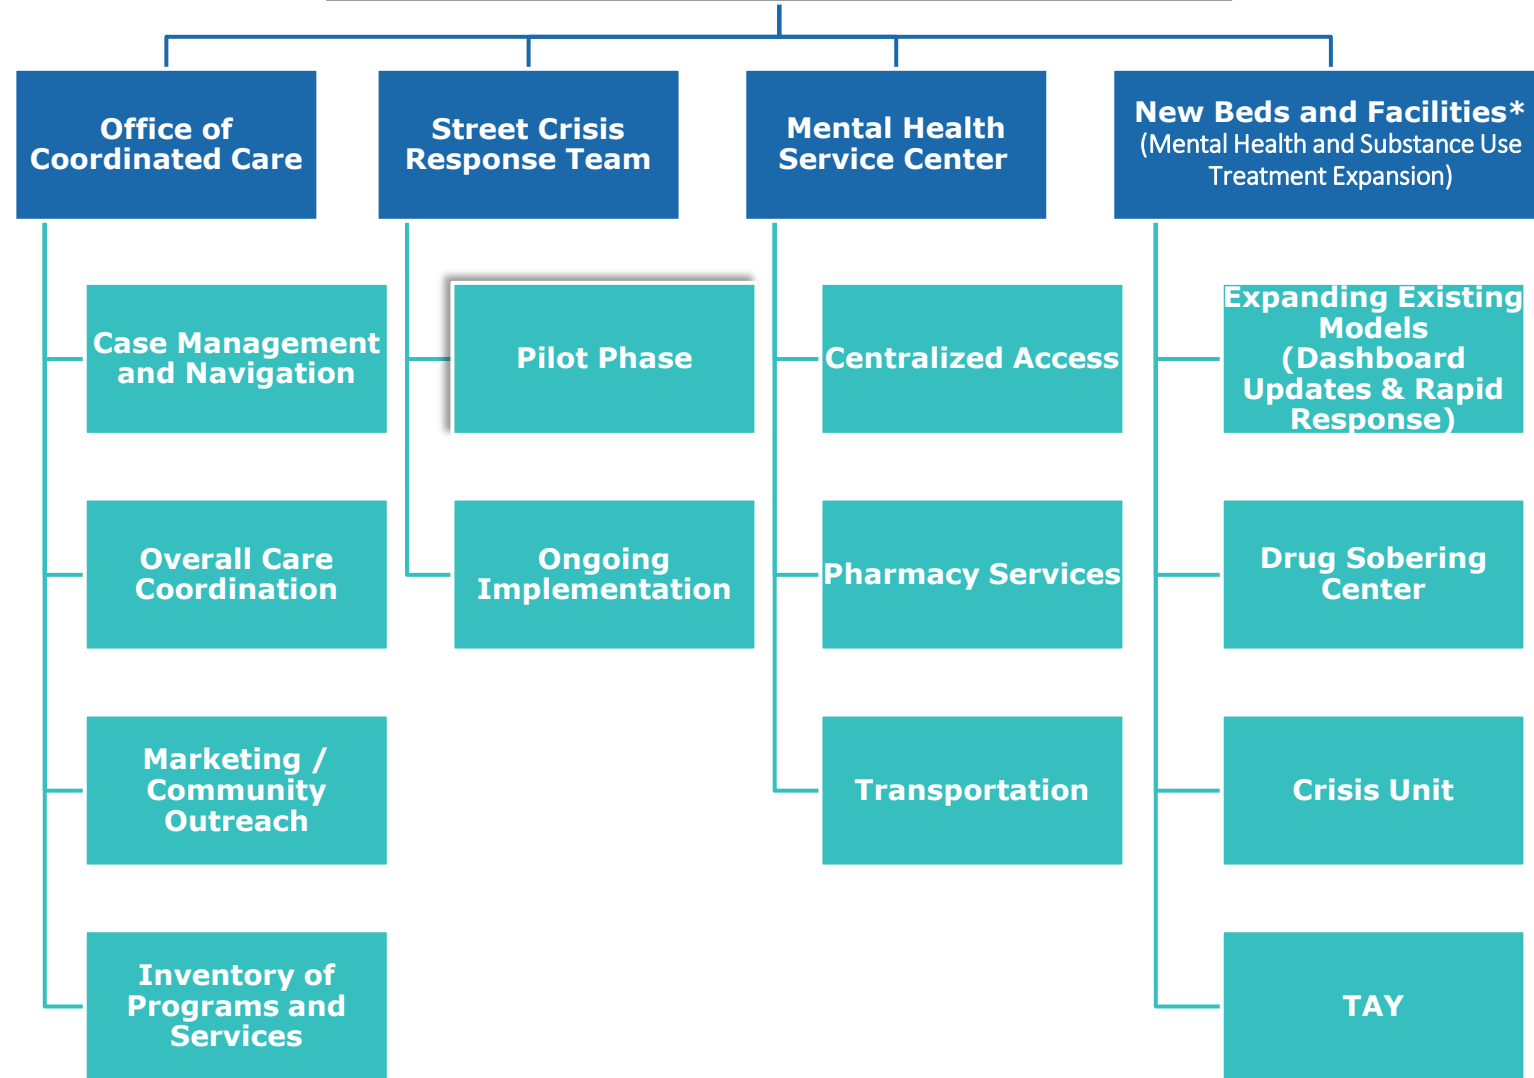 Office of
Coordinated Care
Street Crisis
Response Team
Mental Health
Service Center
New Beds and Facilities*
(Mental Health and Substance Use
Treatment Expansion)
Case Management
and Navigation
Pilot Phase
Centralized Access
Expanding Existing
Models
(Dashboard
Updates & Rapid
Response)
Overall Care
Coordination
Ongoing
Implementation
Pharmacy Services
Drug Sobering
Center
Marketing /
Community
Outreach
Transportation
Crisis Unit
Inventory of
Programs and
Services
TAY